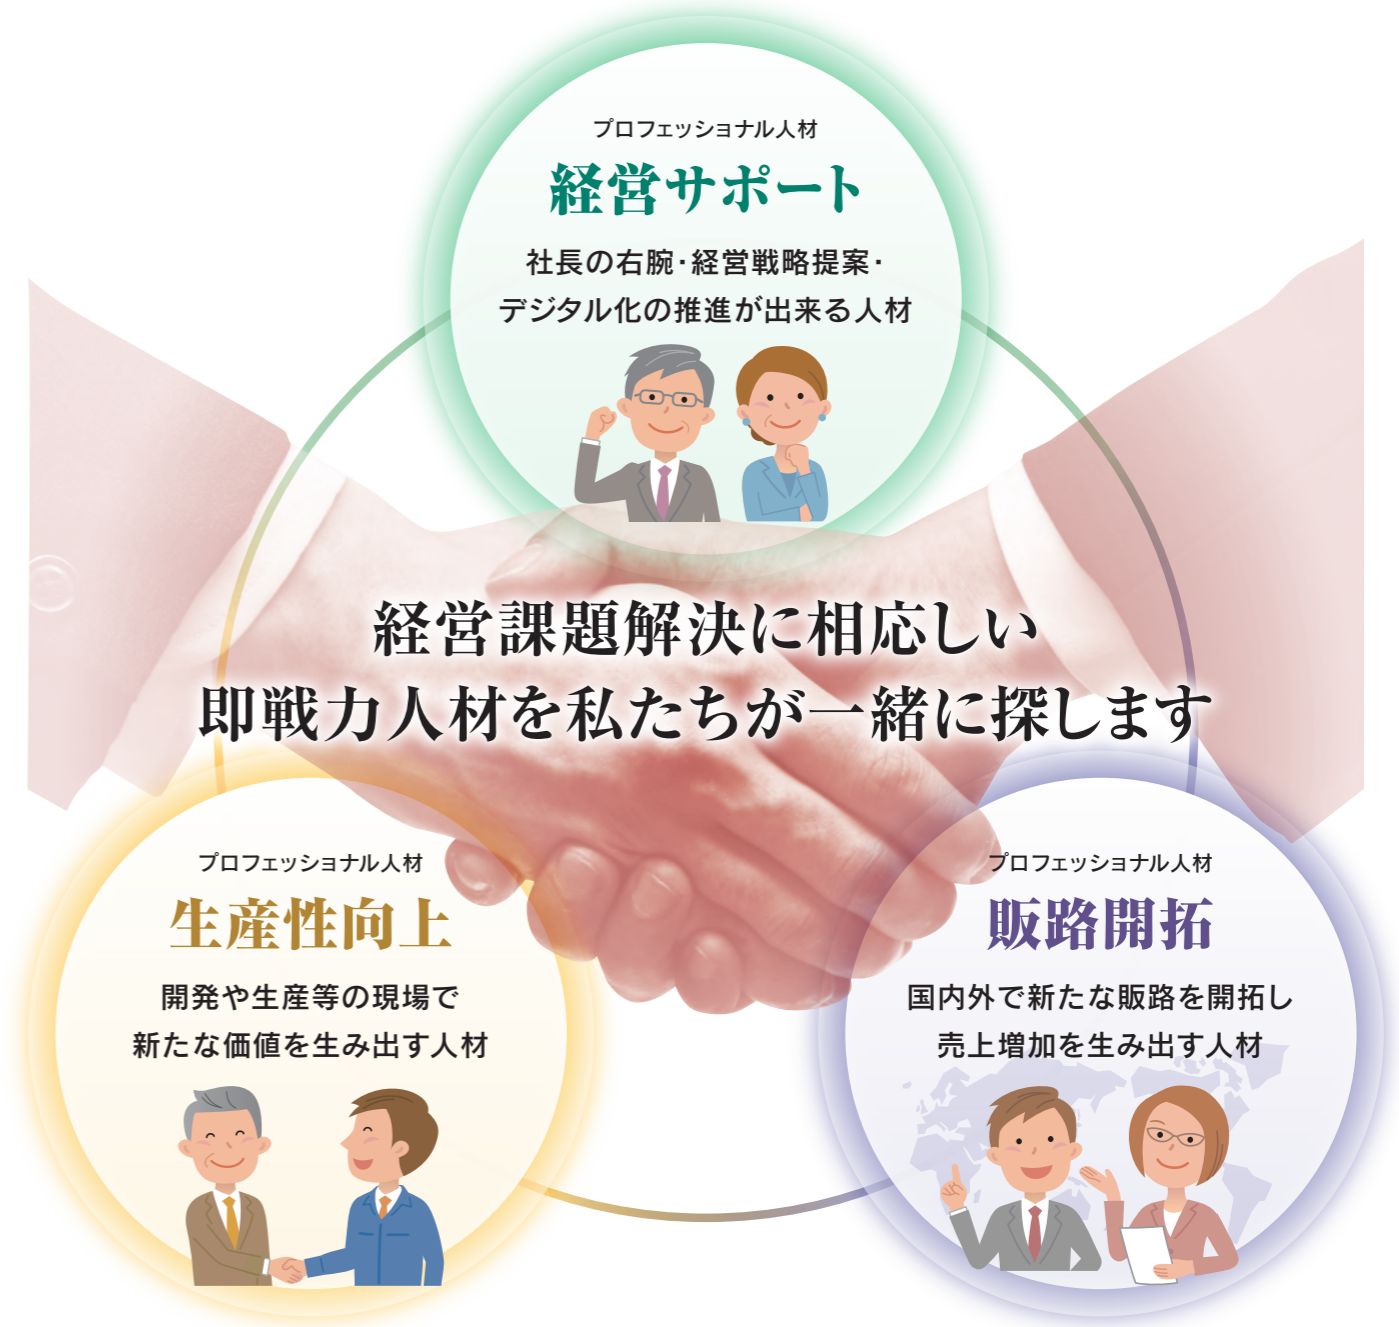 プロフェッショナル人材
経営サポート
社長の右腕･経営戦略提案･
デジタル化の推進が出来る人材
経営課題解決に相応しい
即戦力人材を私たちが一緒に探します
プロフェッショナル人材
生産性向上
開発や生産等の現場で
新たな価値を生み出す人材
プロフェッショナル人材
販路開拓
国内外で新たな販路を開拓し
売上増加を生み出す人材